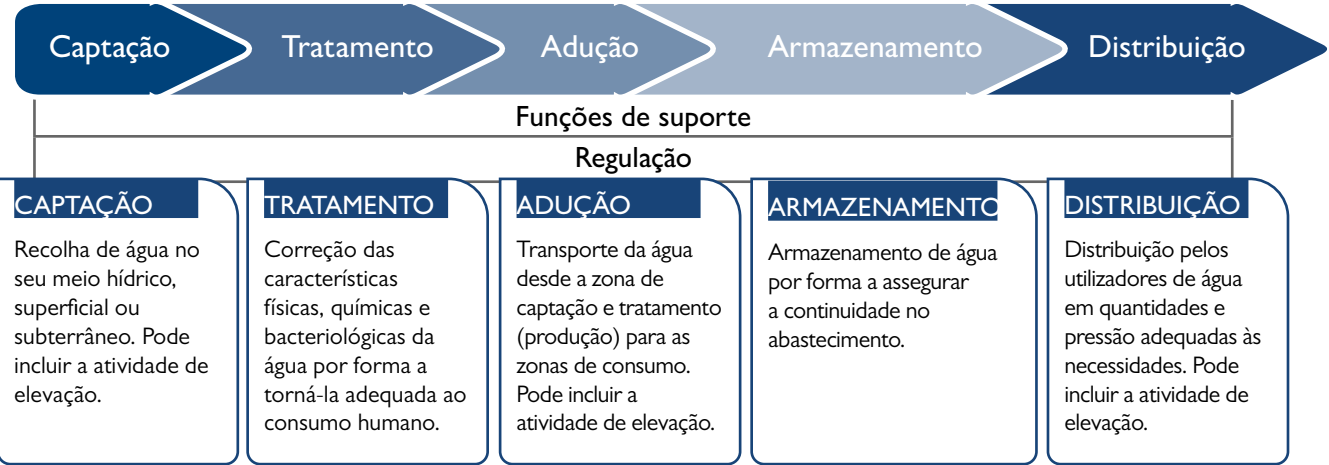 Captação
Tratamento
Adução
Armazenamento
Distribuição
Funções de suporte
Regulação
CAPTAÇÃO
Recolha de água no
seu meio hídrico,
superficial ou
subterrâneo. Pode
incluir a atividade de
elevação.
TRATAMENTO
Correção das
características
físicas, químicas e
bacteriológicas da
água por forma a
torná-la adequada ao
consumo humano.
ADUÇÃO
Transporte da água
desde a zona de
captação e tratamento
(produção) para as
zonas de consumo.
Pode incluir a
atividade de elevação.
ARMAZENAMENTO
Armazenamento de água
por forma a assegurar
a continuidade no
abastecimento.
DISTRIBUIÇÃO
Distribuição pelos
utilizadores de água
em quantidades e
pressão adequadas às
necessidades. Pode
incluir a atividade de
elevação.